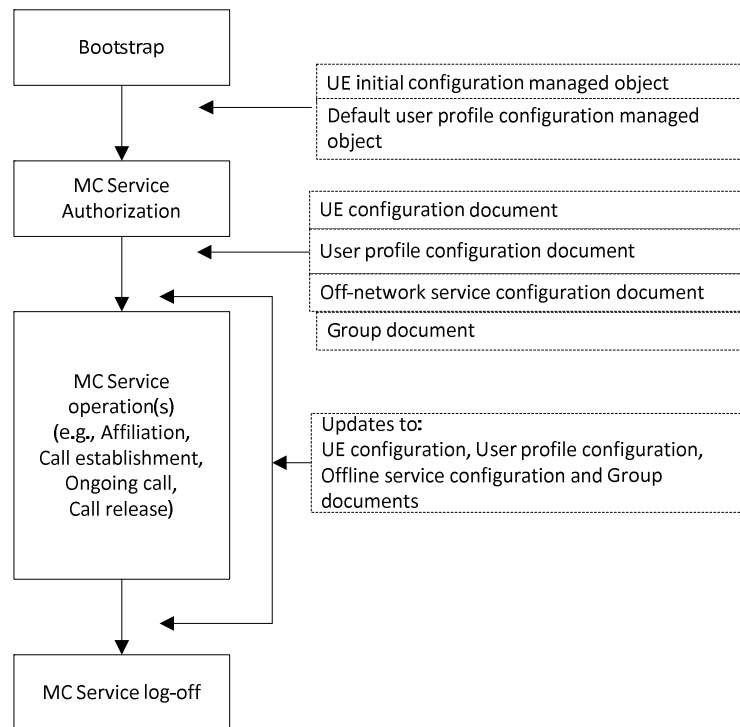 Bootstrap
UE initial configuration managed object
Default user profile configuration managed
object
MC Service
Authorization
UE configuration document
User profile configuration document
Off-network service configuration document
Group document
MC Service
operation(s)
(e.g., Affiliation,
Call establishment,
Ongoing call,
Call release)
Updates to:
UE configuration, User profile configuration,
Offline service configuration and Group
documents
MC Service log-off